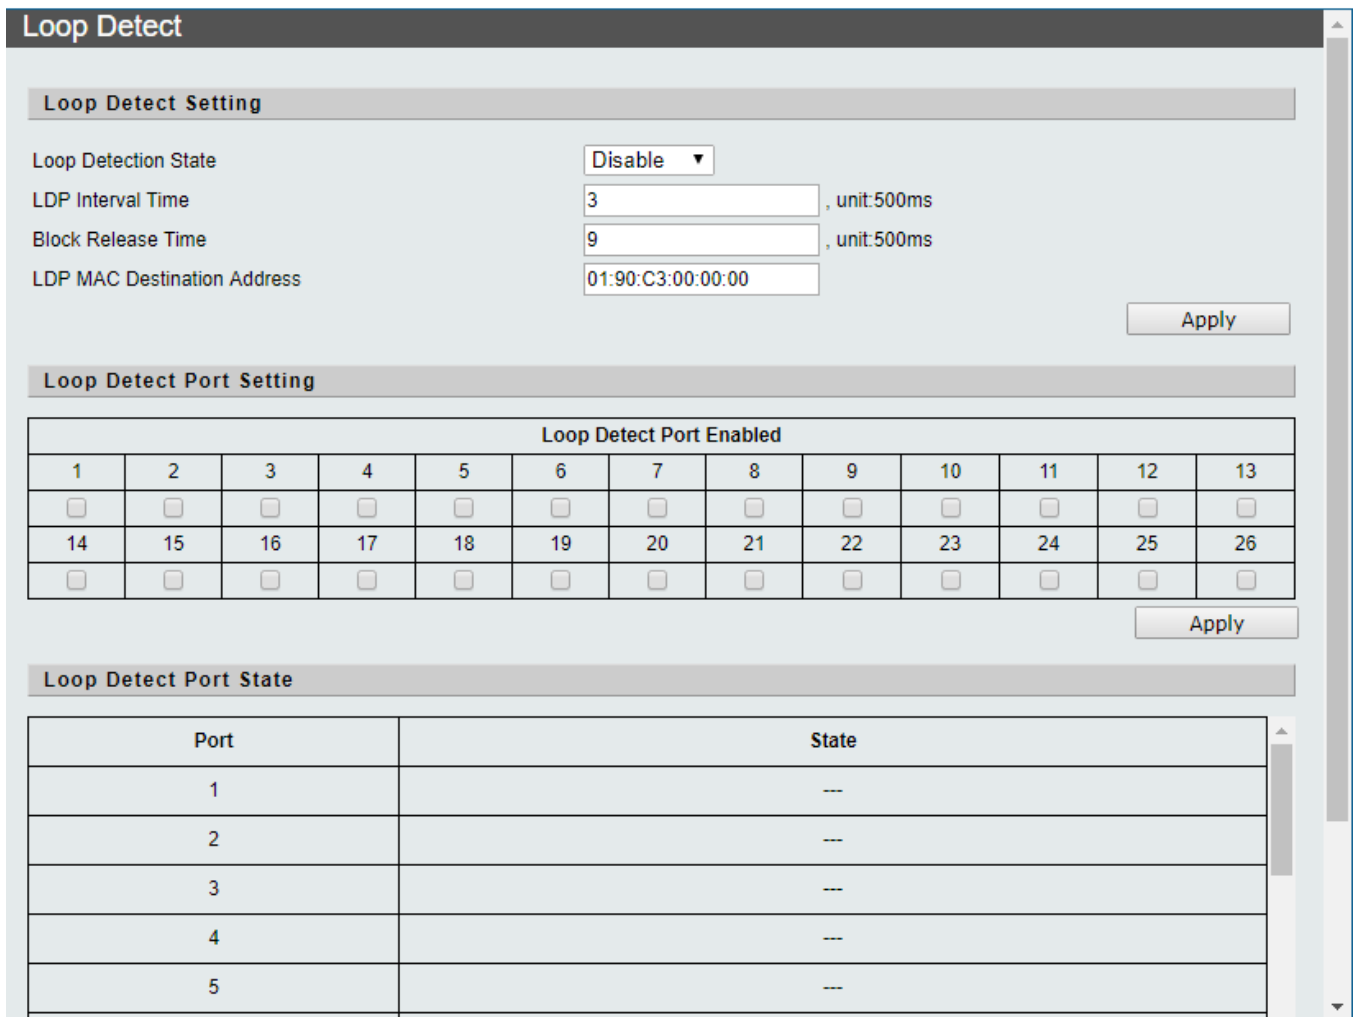 Loop Detect
Loop Detect Setting
Loop Detection State Disable
LDP Interval Time 3 , unit:500ms
Block Release Time 9 , unit:500ms
LDP MAC Destination Address 01:90:C3:00:00:00
Apply
Loop Detect Port Setting
Loop Detect Port Enabled
1 2 3 4 5 6 7 8 9 10 11 12 13
14 15 16 17 18 19 20 21 22 23 24 25 26
Apply
Loop Detect Port State
Port State
1 ---
2 ---
3 ---
4 ---
5 ---